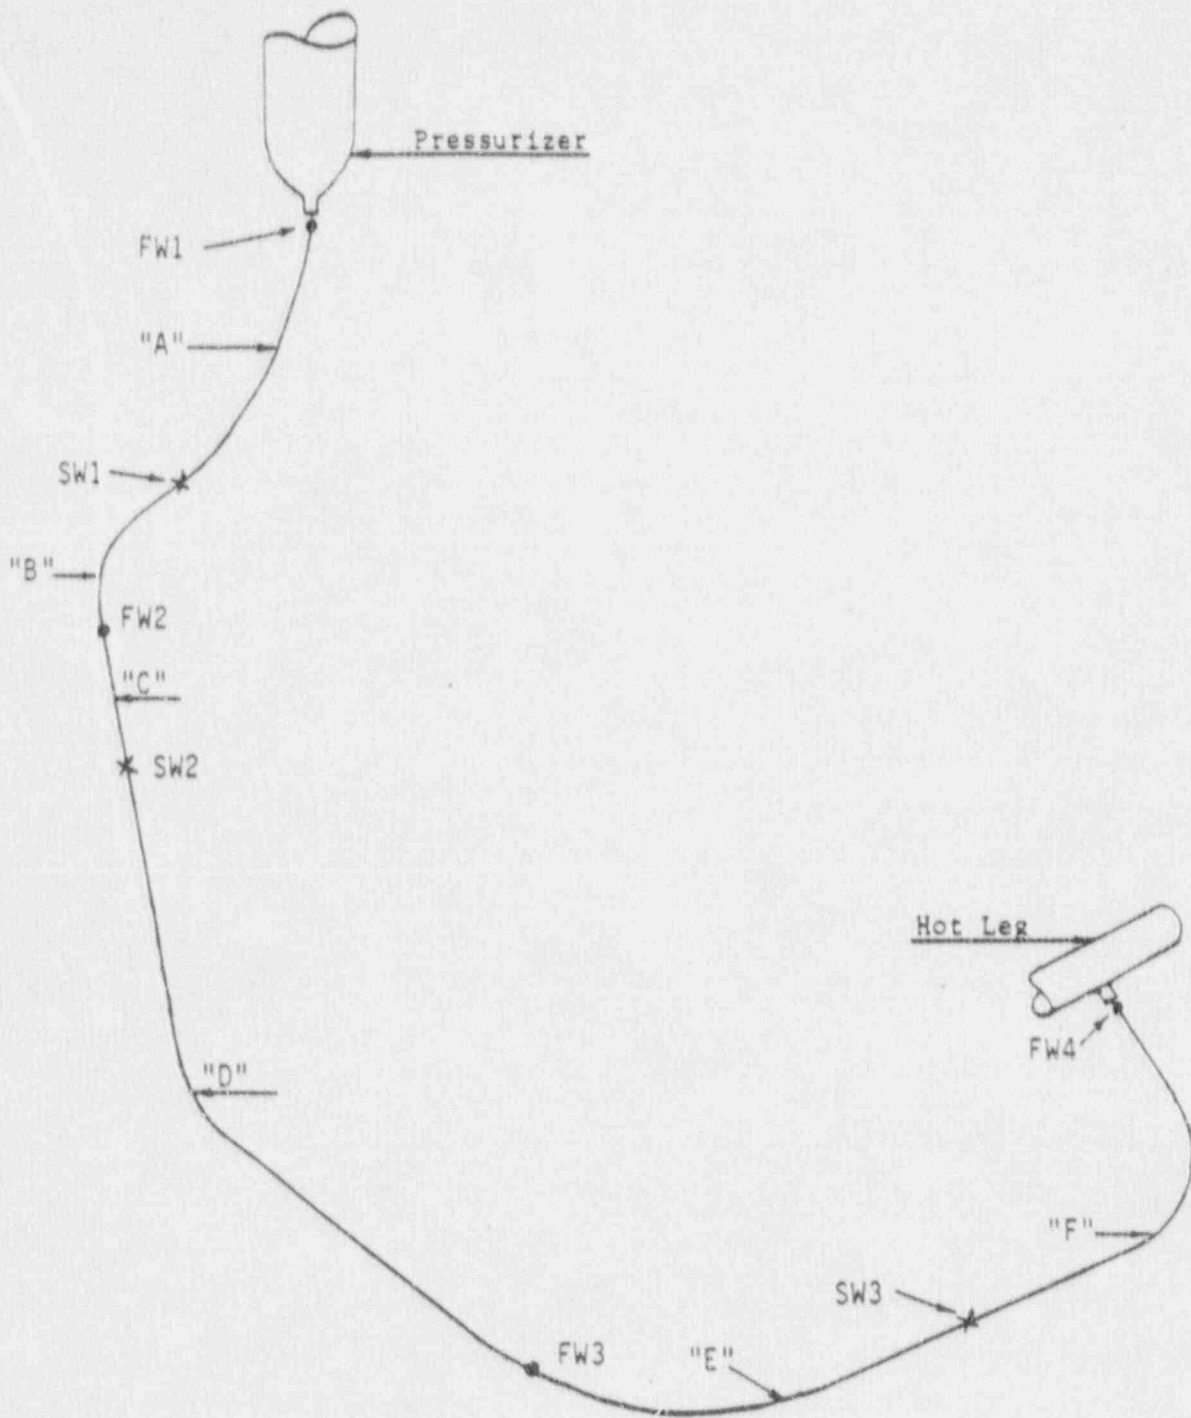 Pressurizer
FW1
"A"
SW1
"B"
FW2
"C"
SW2
Hot Leg
FW4
"D"
"F"
SW3
FW3
"E"